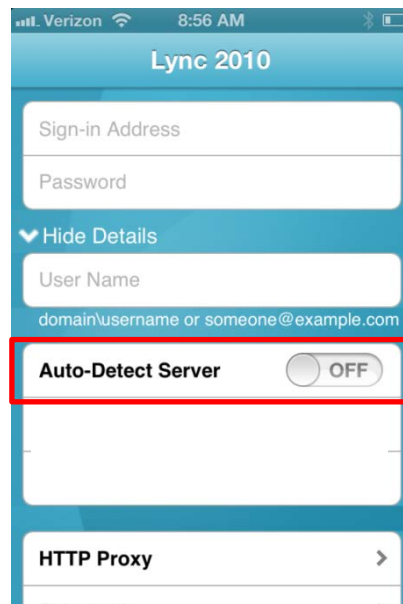 Verizon 8:56 AM
Lync 2010
Sign-in Address
Password
Hide Details
User Name
domain\username or someone@example.com
Auto-Detect Server OFF
HTTP Proxy